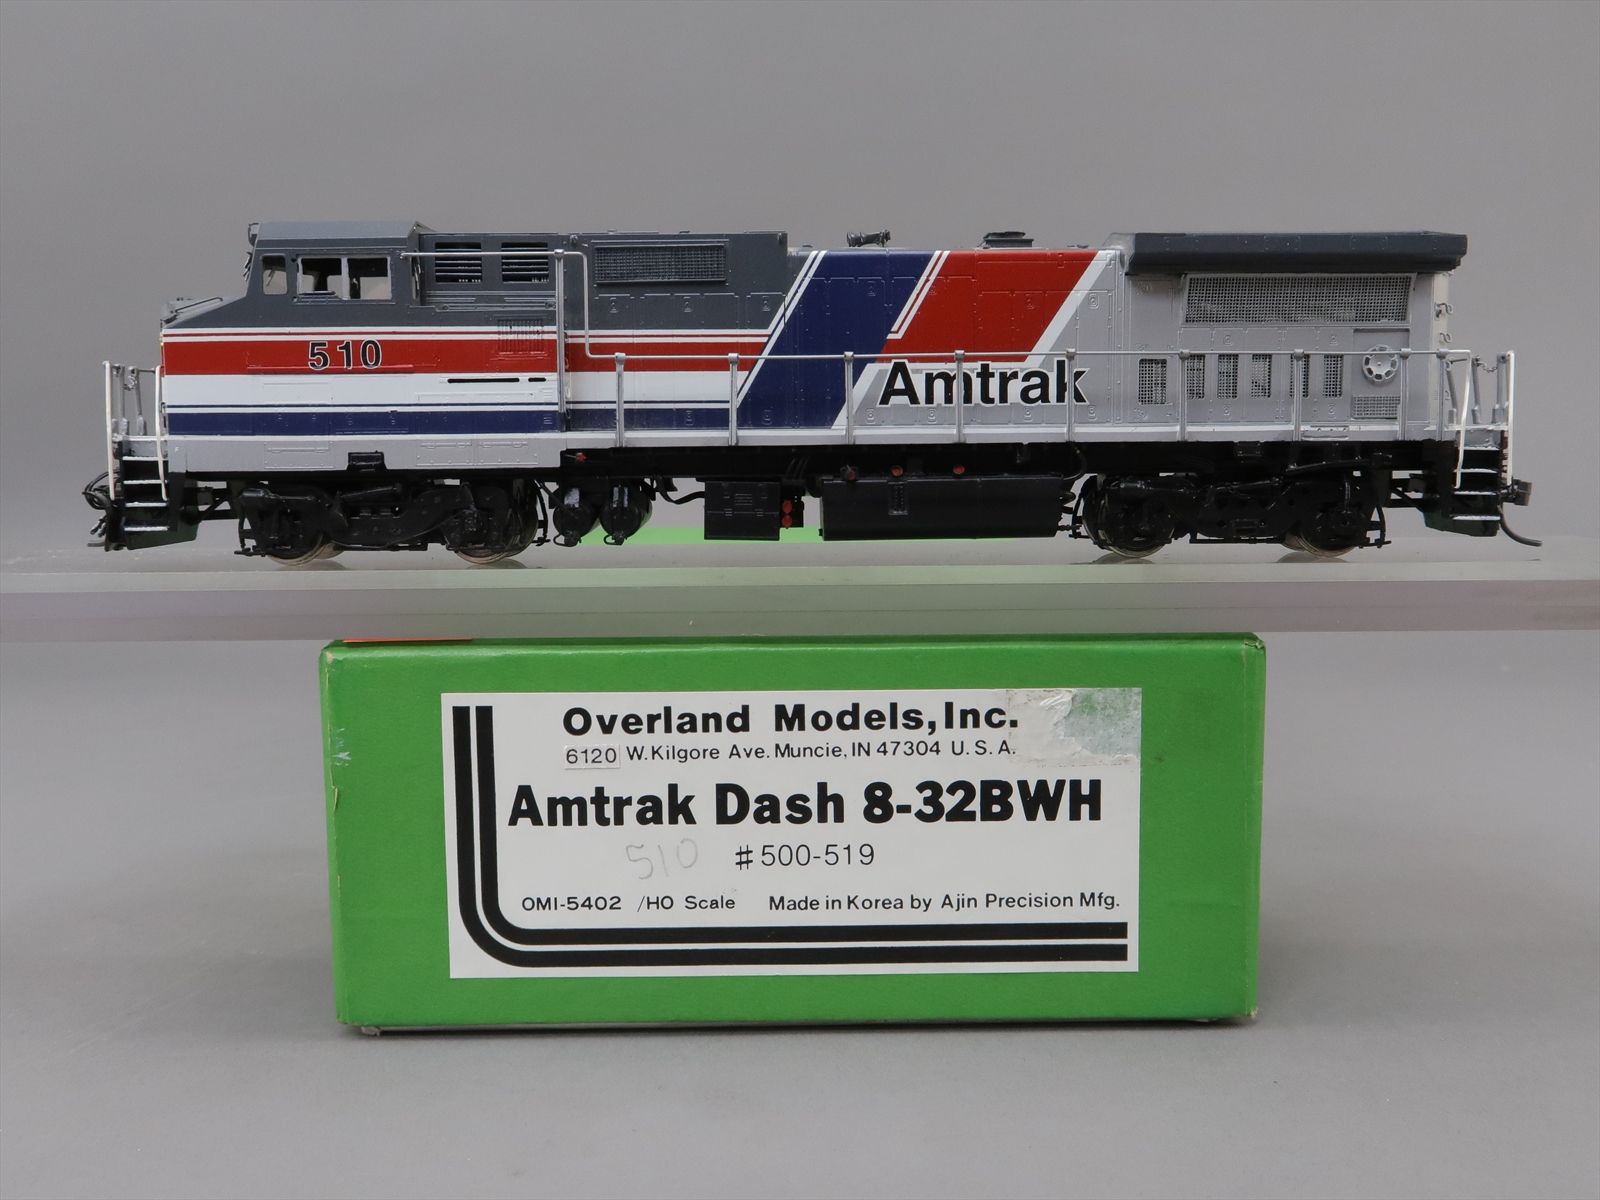 510
Amtrak
Overland Models, Inc.
6120 W. Kilgore Ave. Muncie, IN 47304 U.S.A.
Amtrak Dash 8-32BWH
510 #500-519
OMI-5402 /HO Scale Made in Korea by Ajin Precision Mfg.